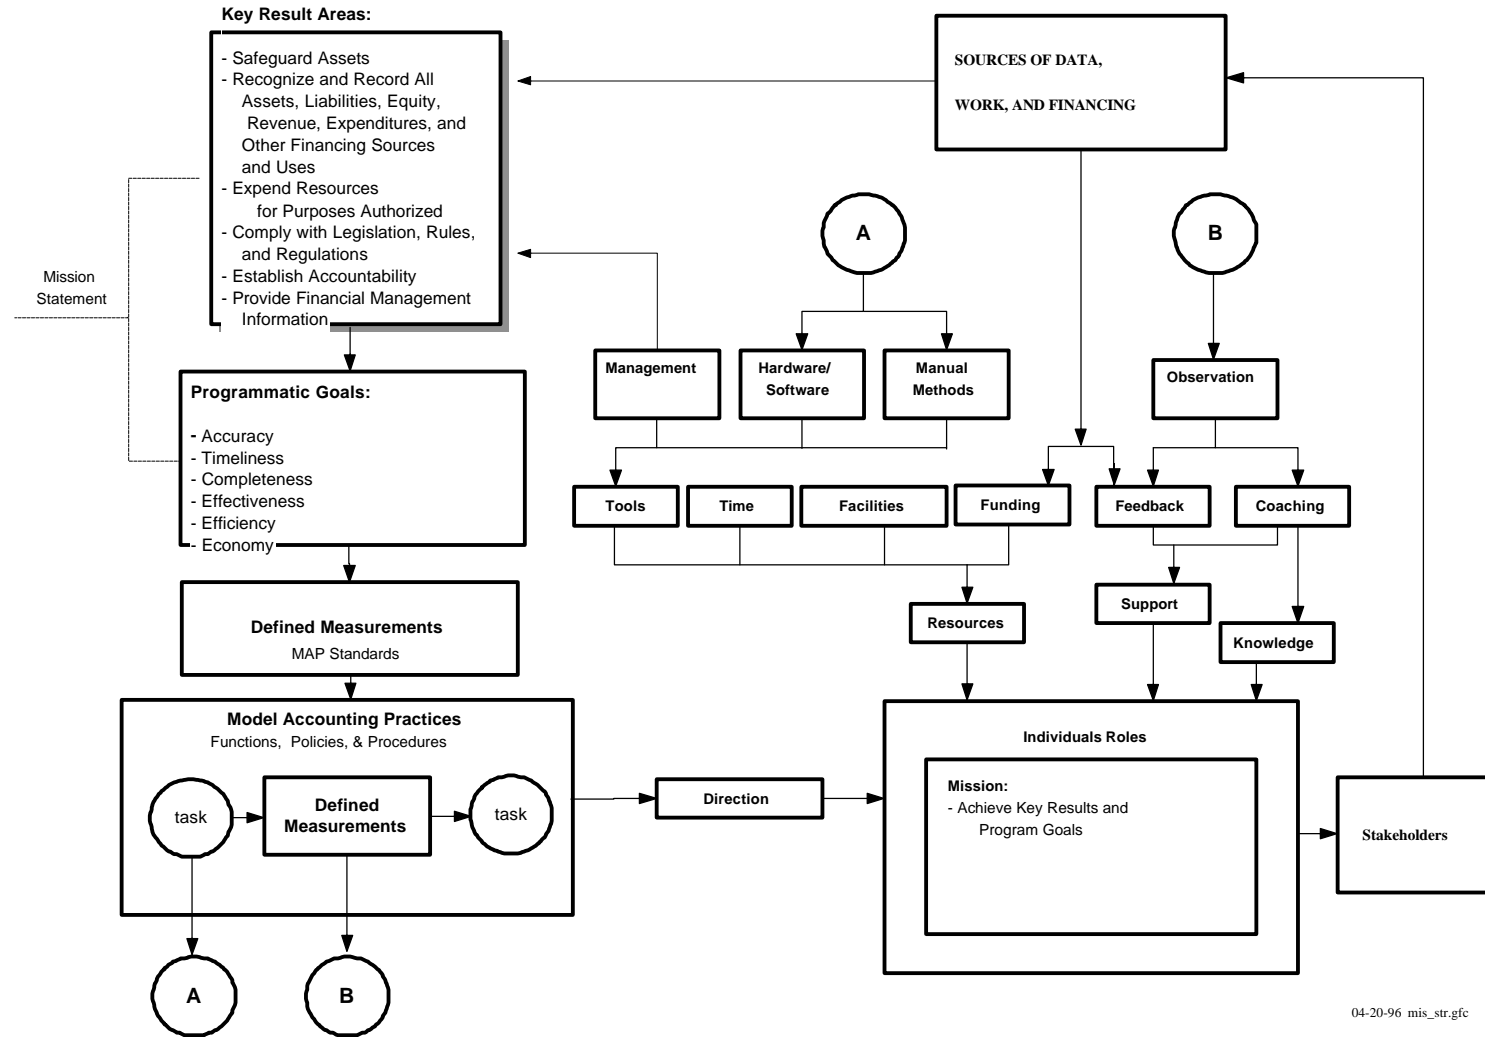 Key Result Areas:
- Safeguard Assets
- Recognize and Record All
Assets, Liabilities, Equity,
Revenue, Expenditures, and
Other Financing Sources
and Uses
- Expend Resources
for Purposes Authorized
- Comply with Legislation, Rules,
and Regulations
- Establish Accountability
- Provide Financial Management
Information
SOURCES OF DATA,
WORK, AND FINANCING
Mission
Statement
A
B
Management
Hardware/
Software
Manual
Methods
Observation
Programmatic Goals:
- Accuracy
- Timeliness
- Completeness
- Effectiveness
- Efficiency
- Economy
Tools
Time
Facilities
Funding
Feedback
Coaching
Defined Measurements
MAP Standards
Resources
Support
Knowledge
Model Accounting Practices
Functions, Policies, & Procedures
task
Defined
Measurements
task
Direction
Individuals Roles
Mission:
- Achieve Key Results and
Program Goals
Stakeholders
A
B
04-20-96 mis_str.gfc